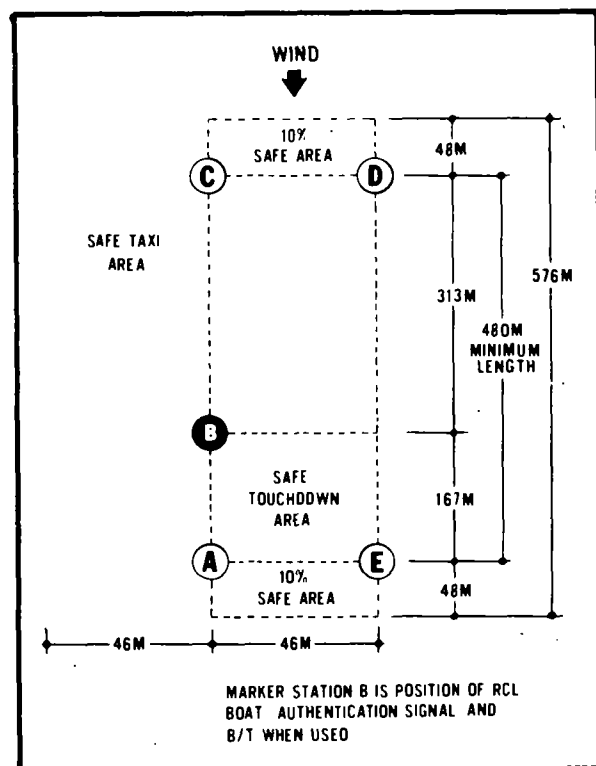 WIND
10%
SAFE AREA
48M
C
D
SAFE TAXI
AREA
313M
576M
480M
MINIMUM
LENGTH
B
SAFE
TOUCHDOWN
AREA
167M
A
E
10%
SAFE AREA
48M
46M
46M
MARKER STATION B IS POSITION OF RCL
BOAT AUTHENTICATION SIGNAL AND
B/T WHEN USED